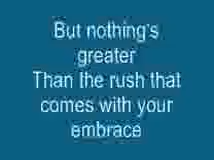 But nothing's
greater
Than the rush that
comes with your
embrace